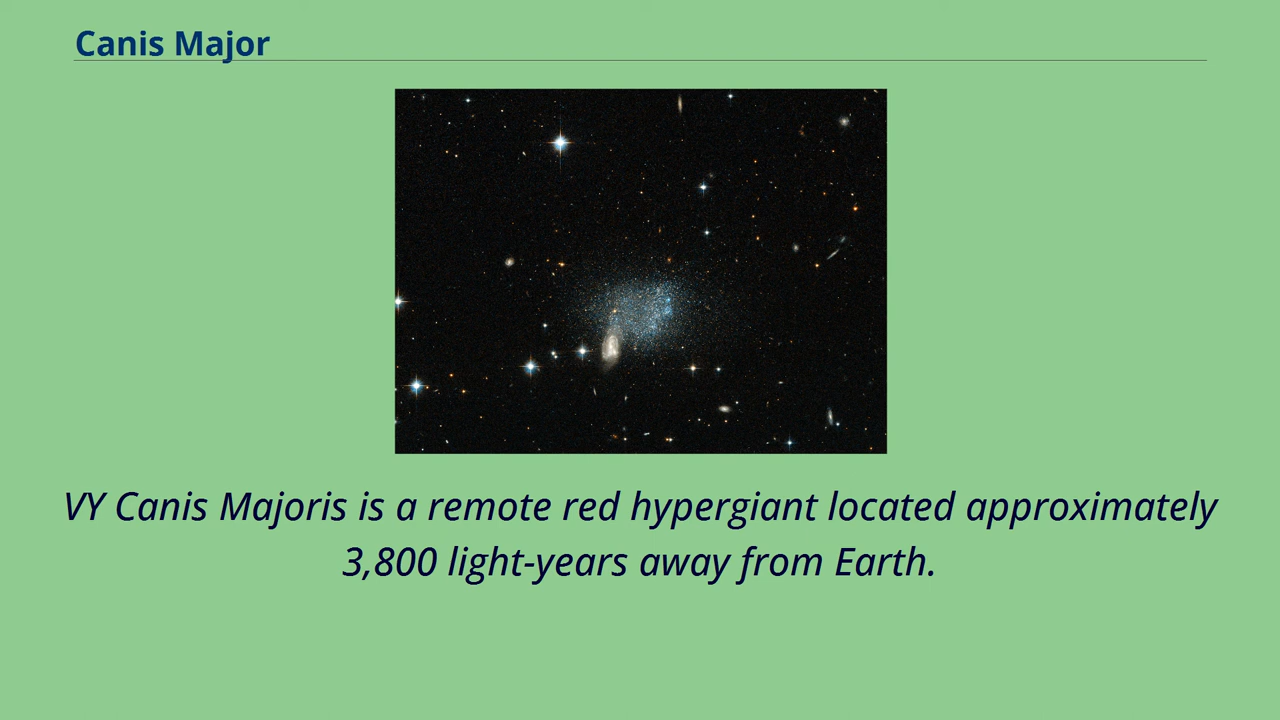 Canis Major
VY Canis Majoris is a remote red hypergiant located approximately
3,800 light-years away from Earth.